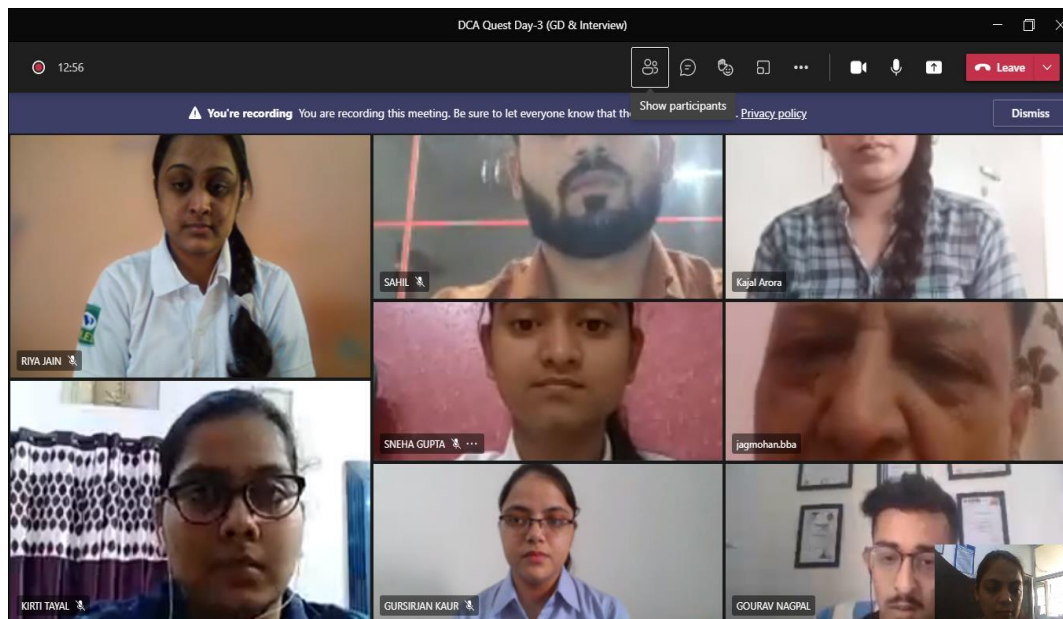 DCA Quest Day-3 (GD & Interview)
12:56
Leave
Show participants
You're recording You are recording this meeting. Be sure to let everyone know that . Privacy policy
Dismiss
RIYA JAIN
SAHIL
Kajal Arora
SNEHA GUPTA
jagmohan.bba
KIRTI TAYAL
GURSIRJAN KAUR
GOURAV NAGPAL